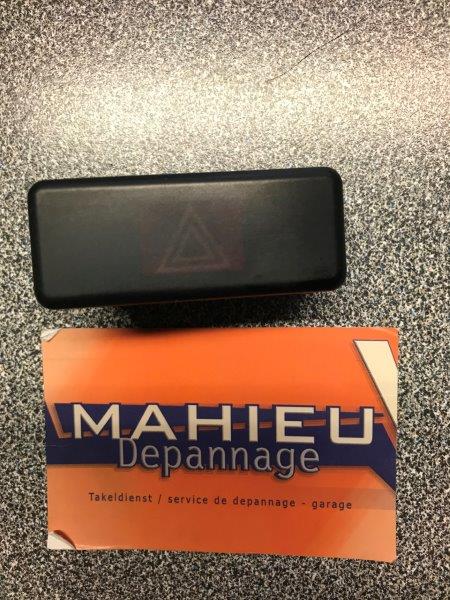 MAHIEU
Depannage
Takeldienst / service de depannage - garage